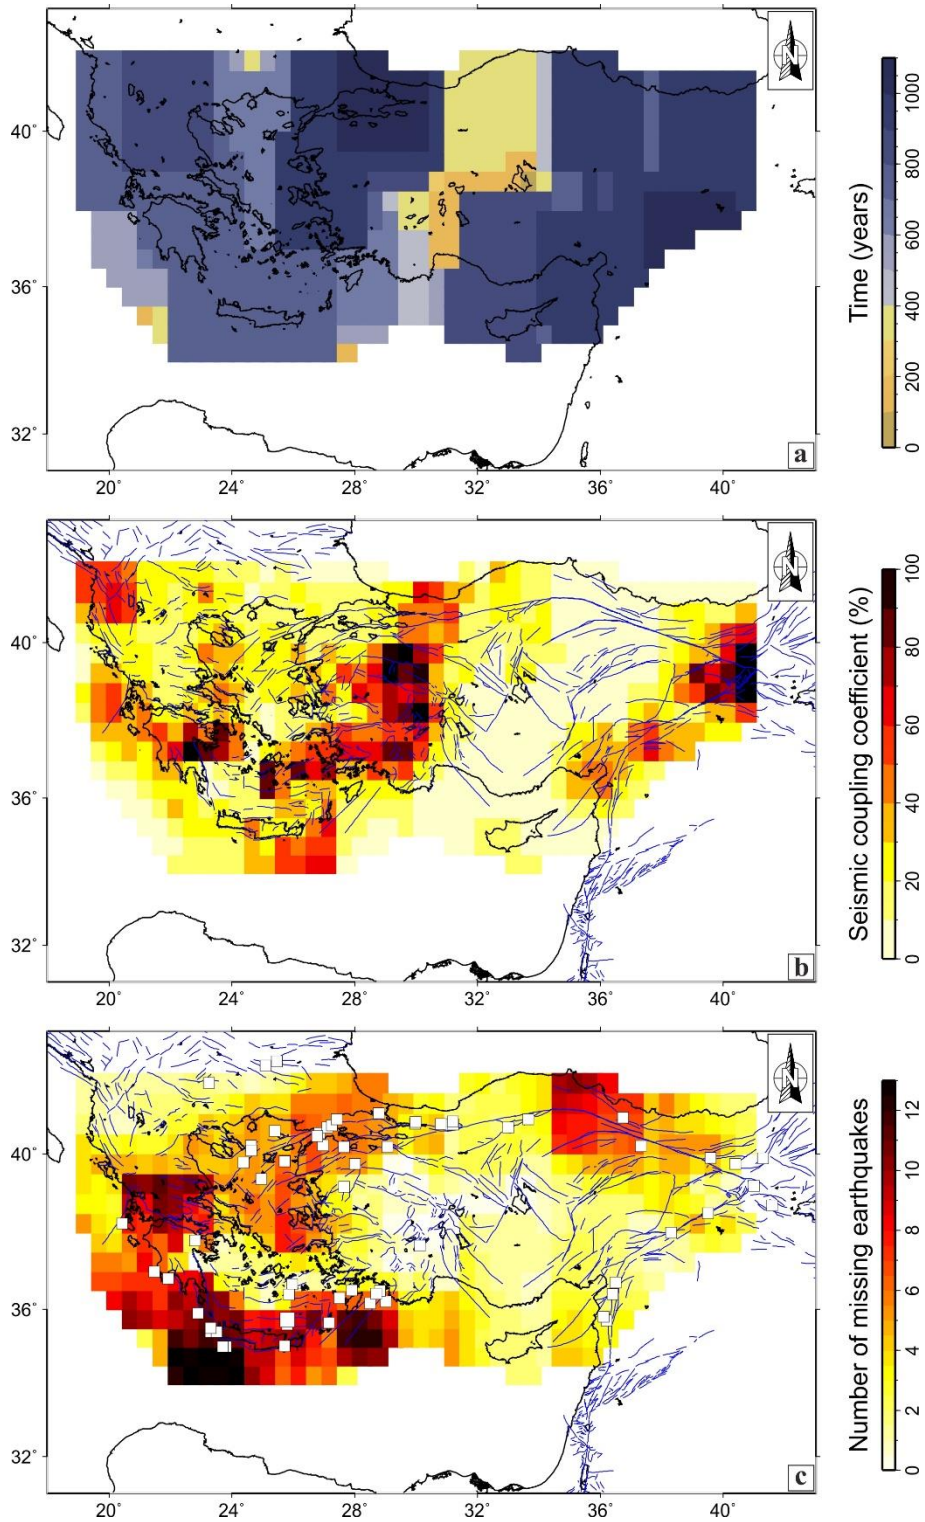 N
40°
36°
32°
a
20° 24° 28° 32° 36° 40°
Time (years)
0 200 400 600 8000 1000
N
40°
36°
32°
b
20° 24° 28° 32° 36° 40°
Seismic coupling coefficient (%)
0 20 40 60 80 100
N
40°
36°
32°
c
20° 24° 28° 32° 36° 40°
Number of missing earthquakes
0 2 4 6 8 10 12